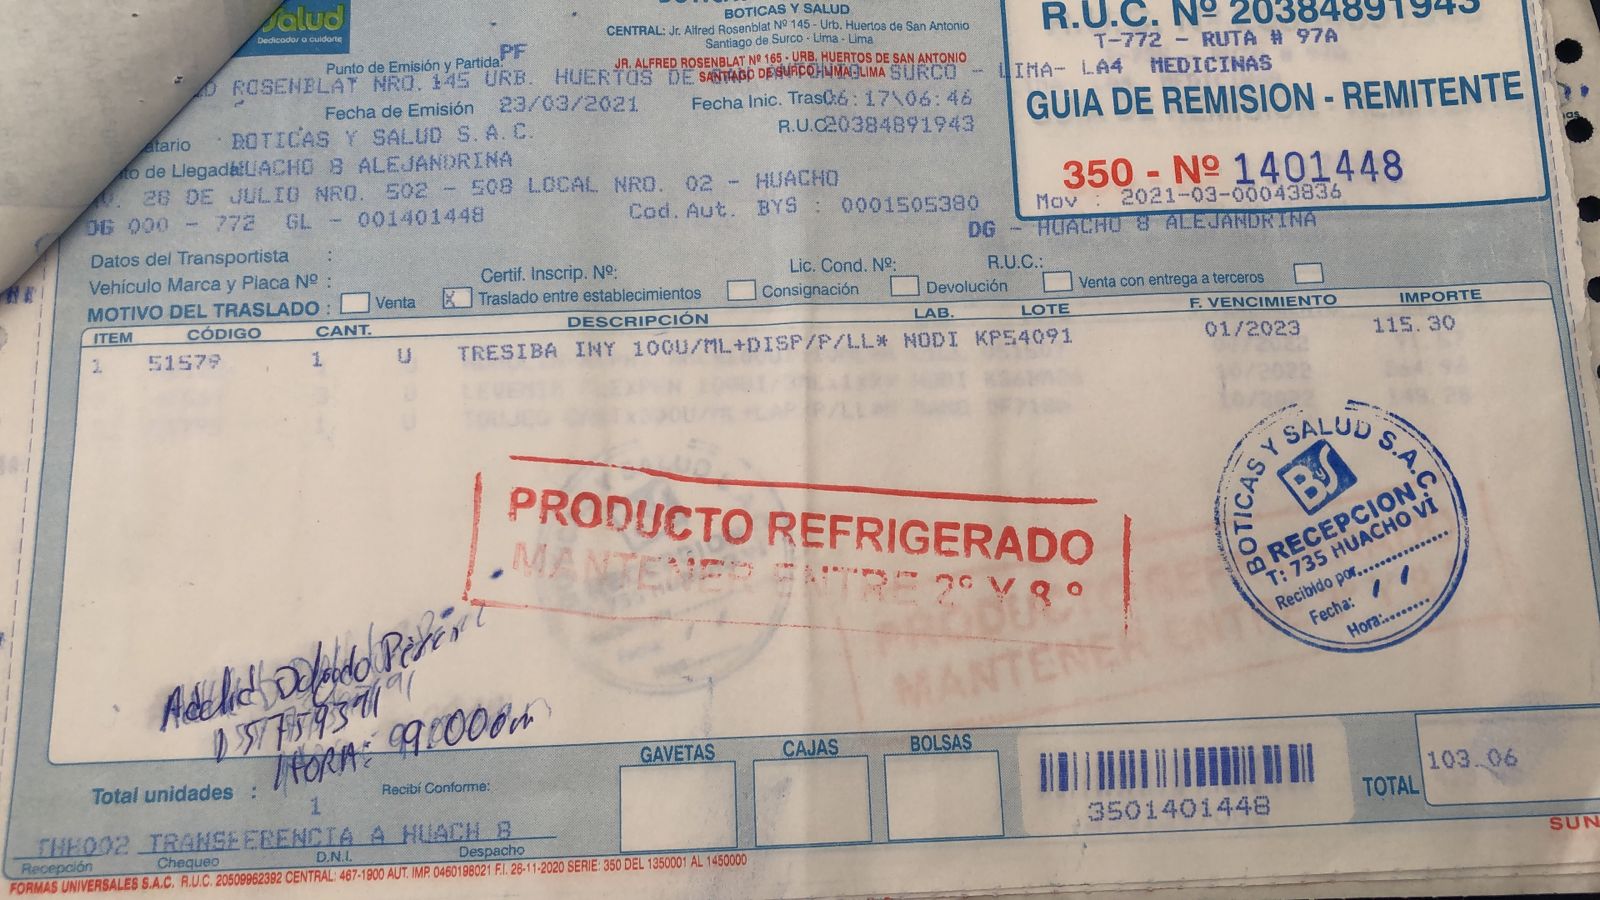 Salud
Dedicados a cuidarte
BOTICAS Y SALUD
CENTRAL: Jr. Alfred Rosenblat Nº 145 - Urb. Huertos de San Antonio
Santiago de Surco - Lima - Lima
JR. ALFRED ROSENBLAT Nº 165 - URB. HUERTOS DE SAN ANTONIO
SANTIAGO DE SURCO - LIMA - LIMA
R.U.C. Nº 20384891943
T-772 - RUTA # 97A
LIMA- LA4 MEDICINAS
GUIA DE REMISION - REMITENTE
350 - Nº 1401448
Mov : 2021-03-00043836
Punto de Emisión y Partida: PF
ROSENBLAT NRO. 145 URB. HUERTOS DE SURCO -
Fecha de Emisión 23/03/2021 Fecha Inic. Tras 06:17\06:46
atario BOTICAS Y SALUD S.A.C. R.U.C 20384891943
to de Llegada: HUACHO 8 ALEJANDRINA
28 DE JULIO NRO. 502 - 508 LOCAL NRO. 02 - HUACHO
DG 000 - 772 GL - 001401448 Cod. Aut. BYS : 0001505380 DG - HUACHO 8 ALEJANDRINA
Datos del Transportista :
Vehículo Marca y Placa Nº : Certif. Inscrip. Nº: Lic. Cond. Nº: R.U.C.:
MOTIVO DEL TRASLADO : Venta X Traslado entre establecimientos Consignación Devolución Venta con entrega a terceros
ITEM CÓDIGO CANT. DESCRIPCIÓN LAB. LOTE F. VENCIMIENTO IMPORTE
1 51579 1 U TRESIBA INY 100U/ML+DISP/P/LL* NODI KP54091 01/2023 115.30
PRODUCTO REFRIGERADO
MANTENER ENTRE 2º Y 8º
BOTICAS Y SALUD S.A.C.
ByS
RECEPCION
T: 735 HUACHO VI
Recibido por:
Fecha: / /
Hora:
HORA: 9:00am
GAVETAS CAJAS BOLSAS
3501401448
TOTAL 103.06
Total unidades : 1
Recibí Conforme:
THH002 TRANSFERENCIA A HUACH 8
Recepción Chequeo D.N.I. Despacho
SUN
FORMAS UNIVERSALES S.A.C. R.U.C. 20509962392 CENTRAL: 467-1900 AUT. IMP. 0460198021 F.I. 26-11-2020 SERIE: 350 DEL 1350001 AL 1450000